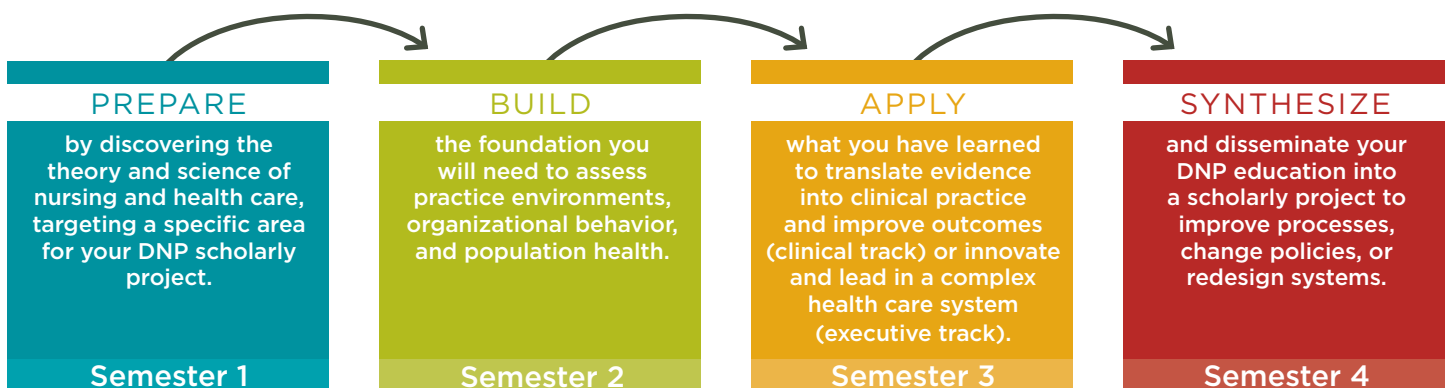 PREPARE
by discovering the
theory and science of
nursing and health care,
targeting a specific area
for your DNP scholarly
project.
Semester 1
BUILD
the foundation you
will need to assess
practice environments,
organizational behavior,
and population health.
Semester 2
APPLY
what you have learned
to translate evidence
into clinical practice
and improve outcomes
(clinical track) or innovate
and lead in a complex
health care system
(executive track).
Semester 3
SYNTHESIZE
and disseminate your
DNP education into
a scholarly project to
improve processes,
change policies, or
redesign systems.
Semester 4